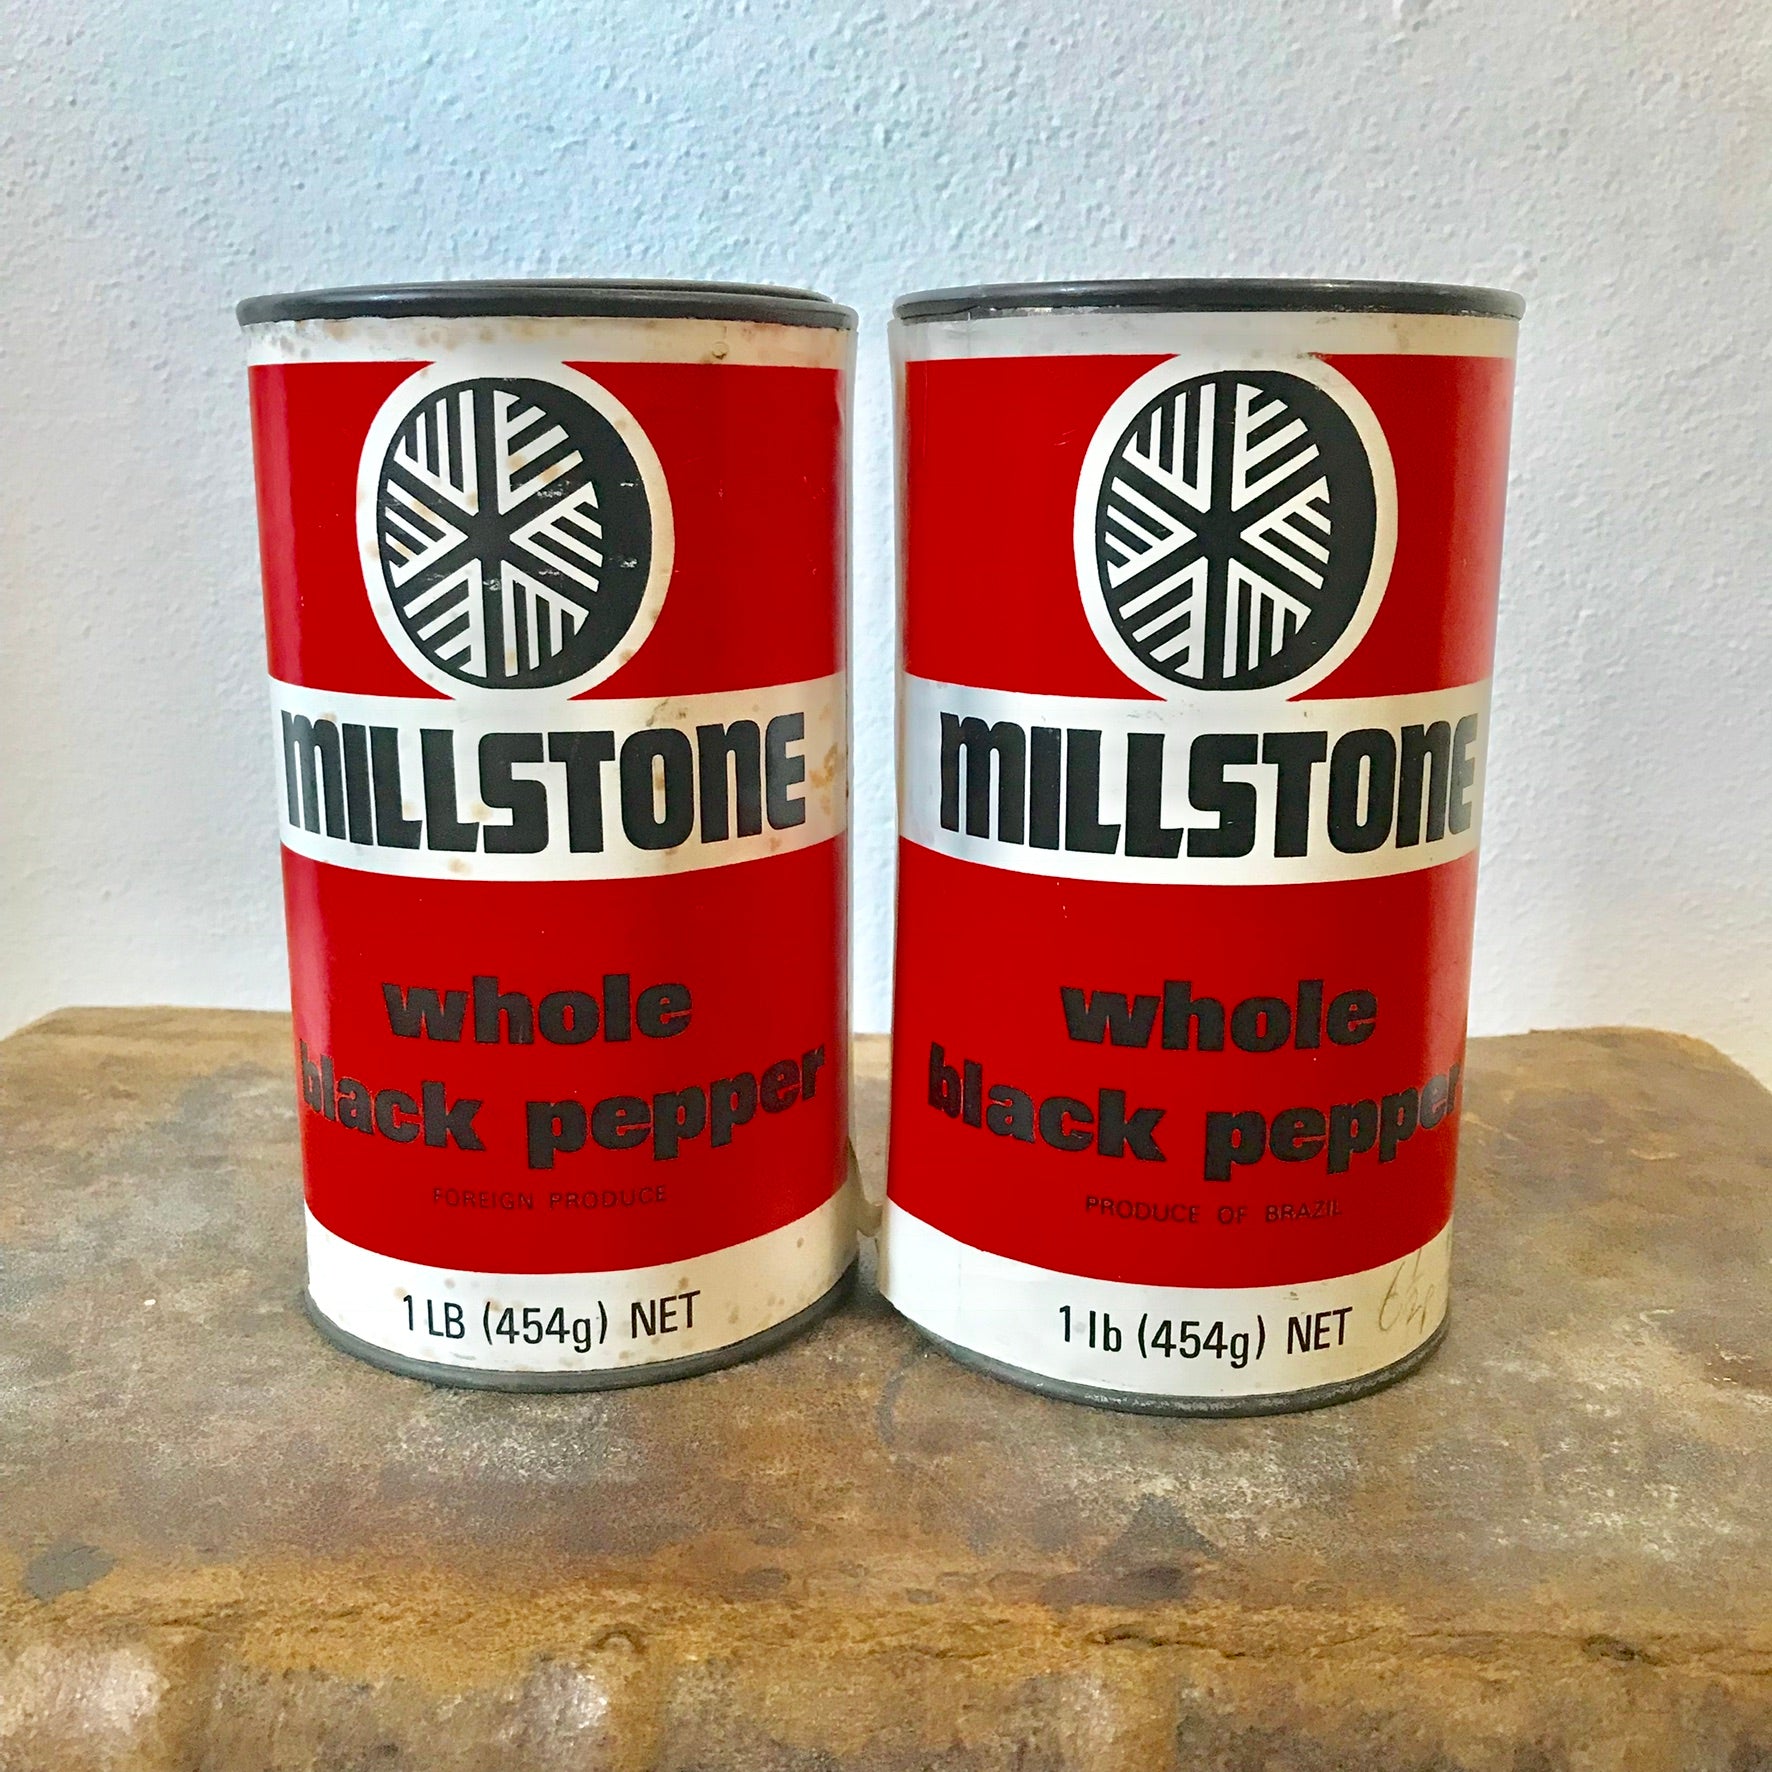 MILLSTONE
whole
black pepper
FOREIGN PRODUCE
1 LB (454g) NET
MILLSTONE
whole
black pepper
PRODUCE OF BRAZIL
1 lb (454g) NET